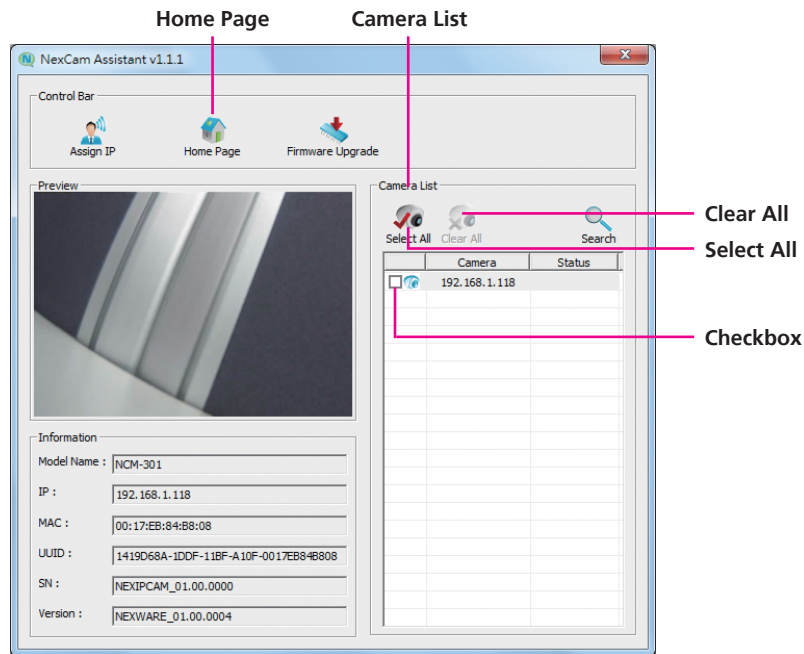 Home Page Camera List
NexCam Assistant v1.1.1
Control Bar
Assign IP Home Page Firmware Upgrade
Preview Camera List
Select All Clear All Search
Clear All
Select All
Camera Status
192.168.1.118
Checkbox
Information
Model Name : NCM-301
IP : 192.168.1.118
MAC : 00:17:EB:84:B8:08
UUID : 1419D68A-1DDF-11BF-A10F-0017EB84B808
SN : NEXIPCAM_01.00.0000
Version : NEXWARE_01.00.0004